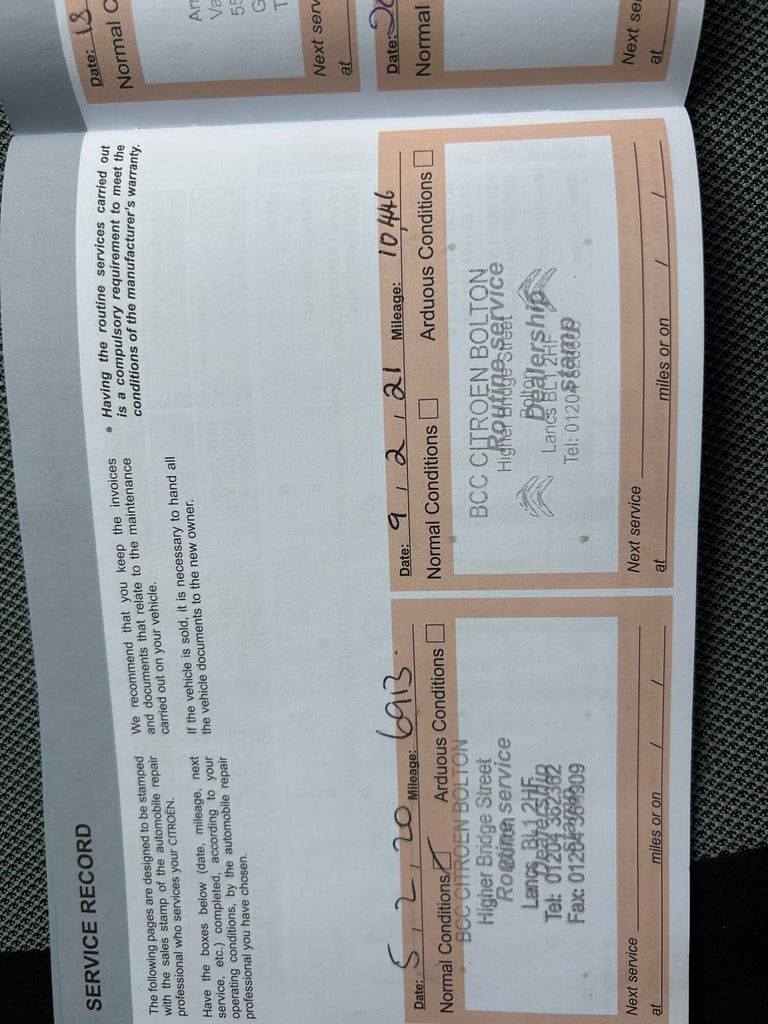 SERVICE RECORD
The following pages are designed to be stamped
with the sales stamp of the automobile repair
professional who services your CITROËN.
Have the boxes below (date, mileage, next
service, etc.) completed, according to your
operating conditions, by the automobile repair
professional you have chosen.
We recommend that you keep the invoices
and documents that relate to the maintenance
carried out on your vehicle.
If the vehicle is sold, it is necessary to hand all
the vehicle documents to the new owner.
• Having the routine services carried out
is a compulsory requirement to meet the
conditions of the manufacturer's warranty.
Date: 5 , 2 , 20 Mileage: 6913.
Normal Conditions Arduous Conditions
BCC CITROEN BOLTON
Higher Bridge Street
Routine service
Lancs, BL1 2HF
Dealership
Tel: 01204
Stamp
Fax: 01204
Next service
at miles or on / /
Date: 9 , 2 , 21 Mileage: 10,446
Normal Conditions Arduous Conditions
BCC CITROEN BOLTON
Routine service
Higher Bridge Street
Bolton
Dealership
Lancs BL1 2HF
Stamp
Tel: 01204
Next service
at miles or on / /
Date: 18
Normal C
Next serv
at
Date: 20
Normal
Next se
at